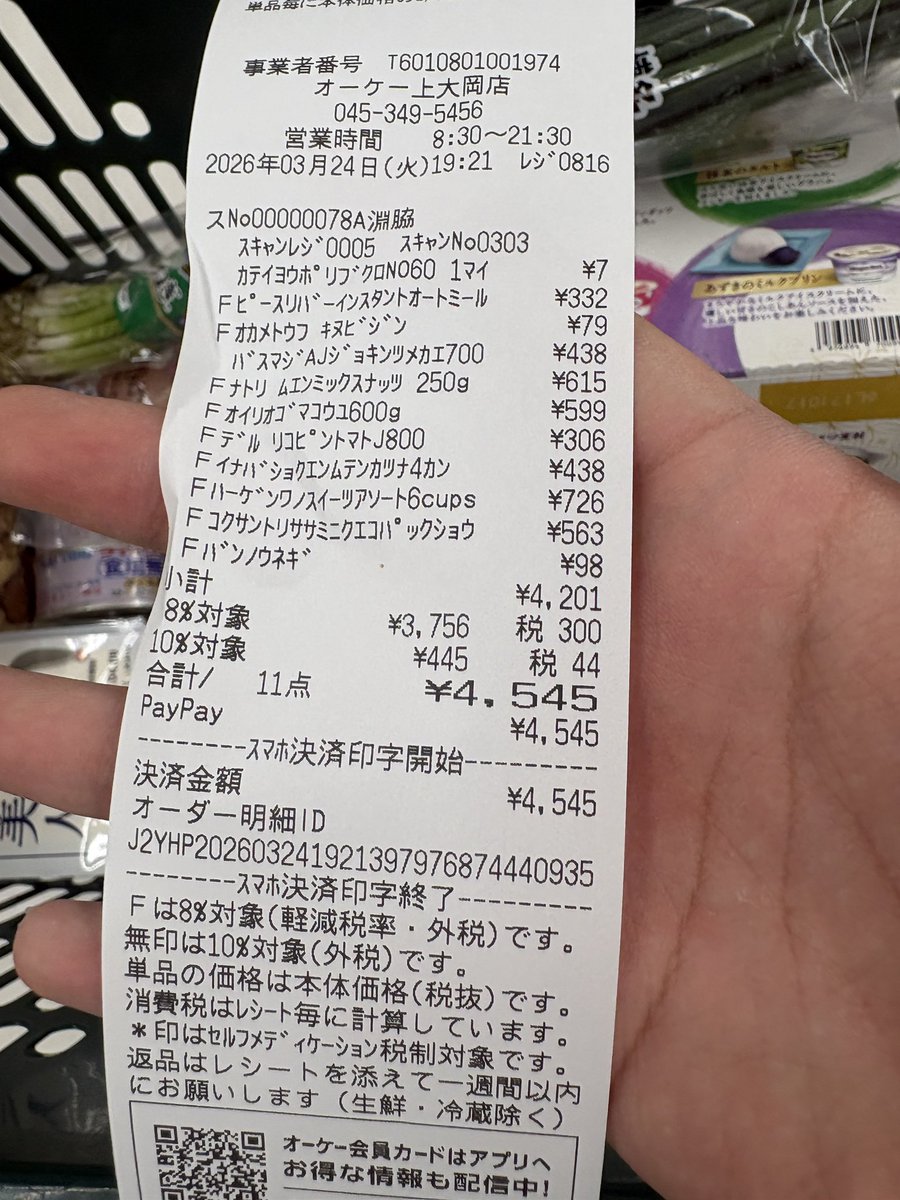 単品毎に本体価格
事業者番号 T6010801001974
オーケー上大岡店
045-349-5456
営業時間 8:30〜21:30
2026年03月24日(火)19:21 レジ0816
スNo00000078A淵脇
スキャンレジ0005 スキャンNo0303
カテイヨウポリブクロNO60 1マイ ¥7
Fピースリバーインスタントオートミール ¥332
Fオカメトウフ キヌビジン ¥79
バスマジAJジョキンツメカエ700 ¥438
Fナトリ ムエンミックスナッツ 250g ¥615
Fオイリオゴマコウユ600g ¥599
Fデル リコピントマトJ800 ¥306
Fイナバショクエンムテンカツナ4カン ¥438
Fハーゲンワノスイーツアソート6cups ¥726
Fコクサントリササミニクエコパックショウ ¥563
Fバンノウネギ ¥98
小計 ¥4,201
8%対象 ¥3,756 税 300
10%対象 ¥445 税 44
合計/ 11点 ¥4,545
PayPay ¥4,545
--------スマホ決済印字開始----------
決済金額 ¥4,545
オーダー明細ID
J2YHP202603241921397976874440935
--------スマホ決済印字終了----------
Fは8%対象(軽減税率・外税)です。
無印は10%対象(外税)です。
単品の価格は本体価格(税抜)です。
消費税はレシート毎に計算しています。
*印はセルフメディケーション税制対象です。
返品はレシートを添えて一週間以内
にお願いします(生鮮・冷蔵除く)
オーケー会員カードはアプリへ
お得な情報も配信中!
あずきのミルクプリン